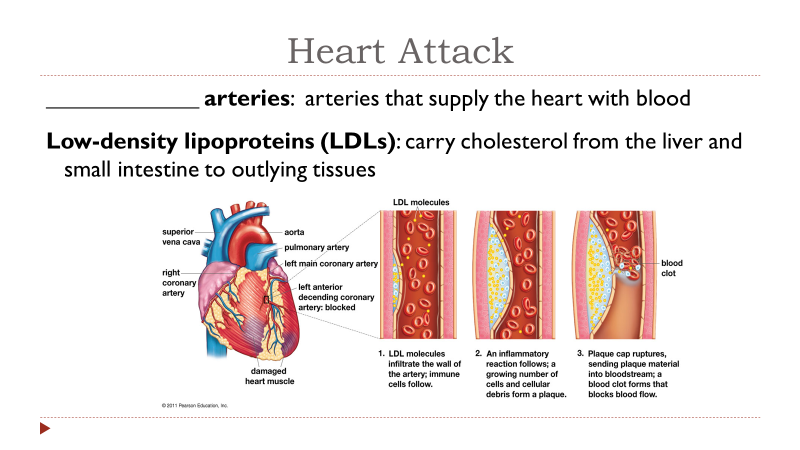 Heart Attack
_____________ arteries:  arteries that supply the heart with blood
Low-density lipoproteins (LDLs): carry cholesterol from the liver and
small intestine to outlying tissues
LDL molecules
superior
vena cava
aorta
pulmonary artery
left main coronary artery
right
coronary
artery
left anterior
decending coronary
artery: blocked
blood
clot
damaged
heart muscle
1. LDL molecules
infiltrate the wall of
the artery; immune
cells follow.
2. An inflammatory
reaction follows; a
growing number of
cells and cellular
debris form a plaque.
3. Plaque cap ruptures,
sending plaque material
into bloodstream; a
blood clot forms that
blocks blood flow.
© 2011 Pearson Education, Inc.